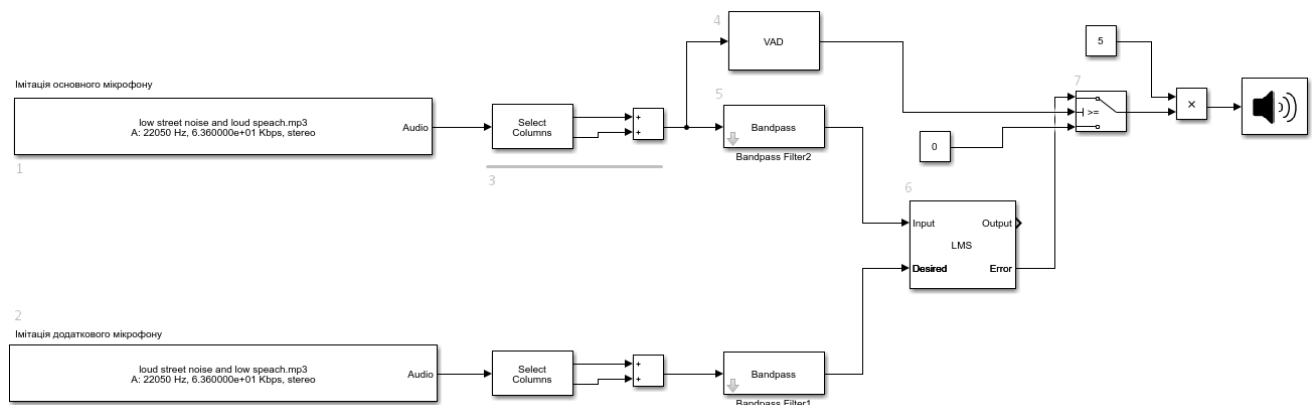 4
VAD
5
7
Імітація основного мікрофону
low street noise and loud speach.mp3
A: 22050 Hz, 6.360000e+01 Kbps, stereo
Audio
1
Select
Columns
+
+
3
5
Bandpass
Bandpass Filter2
0
>=
×
6
Input
Output
LMS
Desired
Error
2
Імітація додаткового мікрофону
loud street noise and low speach.mp3
A: 22050 Hz, 6.360000e+01 Kbps, stereo
Audio
Select
Columns
+
+
Bandpass
Bandpass Filter1